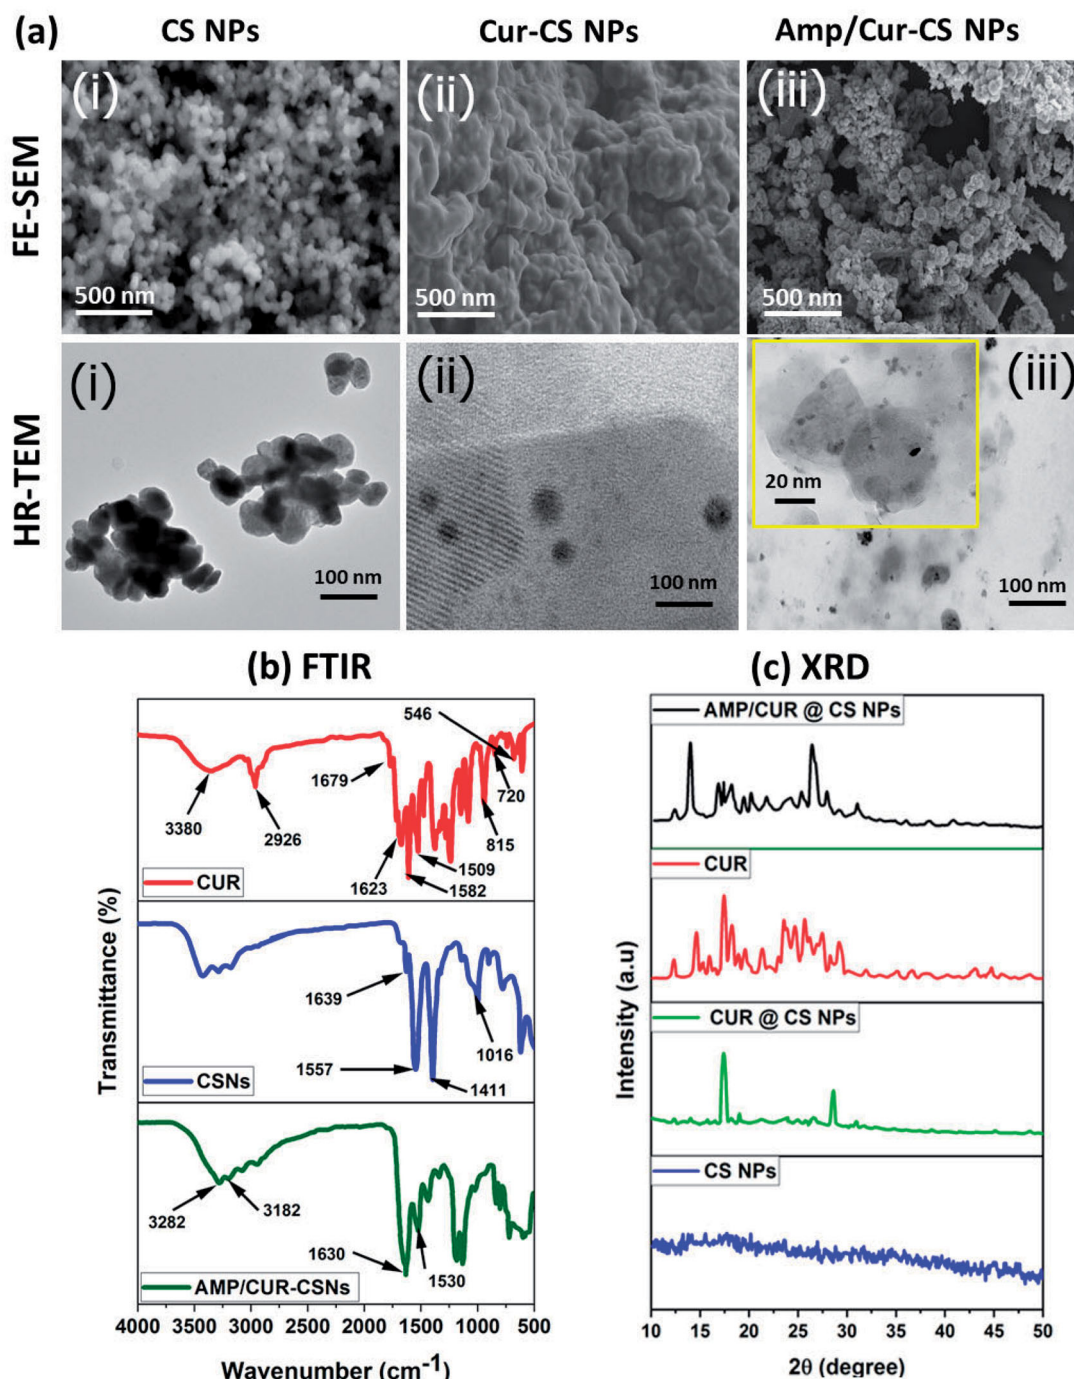 (a) CS NPs Cur-CS NPs Amp/Cur-CS NPs
FE-SEM
(i) (ii) (iii)
500 nm 500 nm 500 nm
HR-TEM
(i) (ii) (iii)
20 nm
100 nm 100 nm 100 nm
(b) FTIR
Transmittance (%)
546
1679
720
3380
2926
815
1509
1623
1582
CUR
1639
1016
1557
1411
CSNs
3282
3182
1630
1530
AMP/CUR-CSNs
4000 3500 3000 2500 2000 1500 1000 500
Wavenumber (cm-1)
(c) XRD
Intensity (a.u)
AMP/CUR @ CS NPs
CUR
CUR @ CS NPs
CS NPs
10 15 20 25 30 35 40 45 50
2θ (degree)